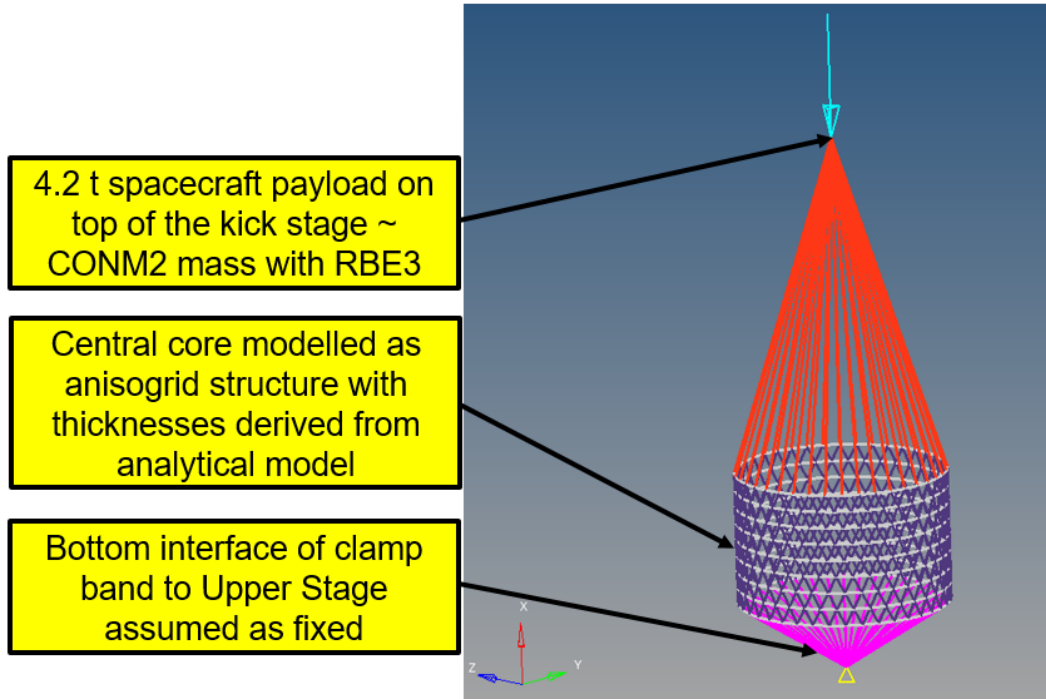 4.2 t spacecraft payload on
top of the kick stage ~
CONM2 mass with RBE3
Central core modelled as
anisogrid structure with
thicknesses derived from
analytical model
Bottom interface of clamp
band to Upper Stage
assumed as fixed
X
Z
Y